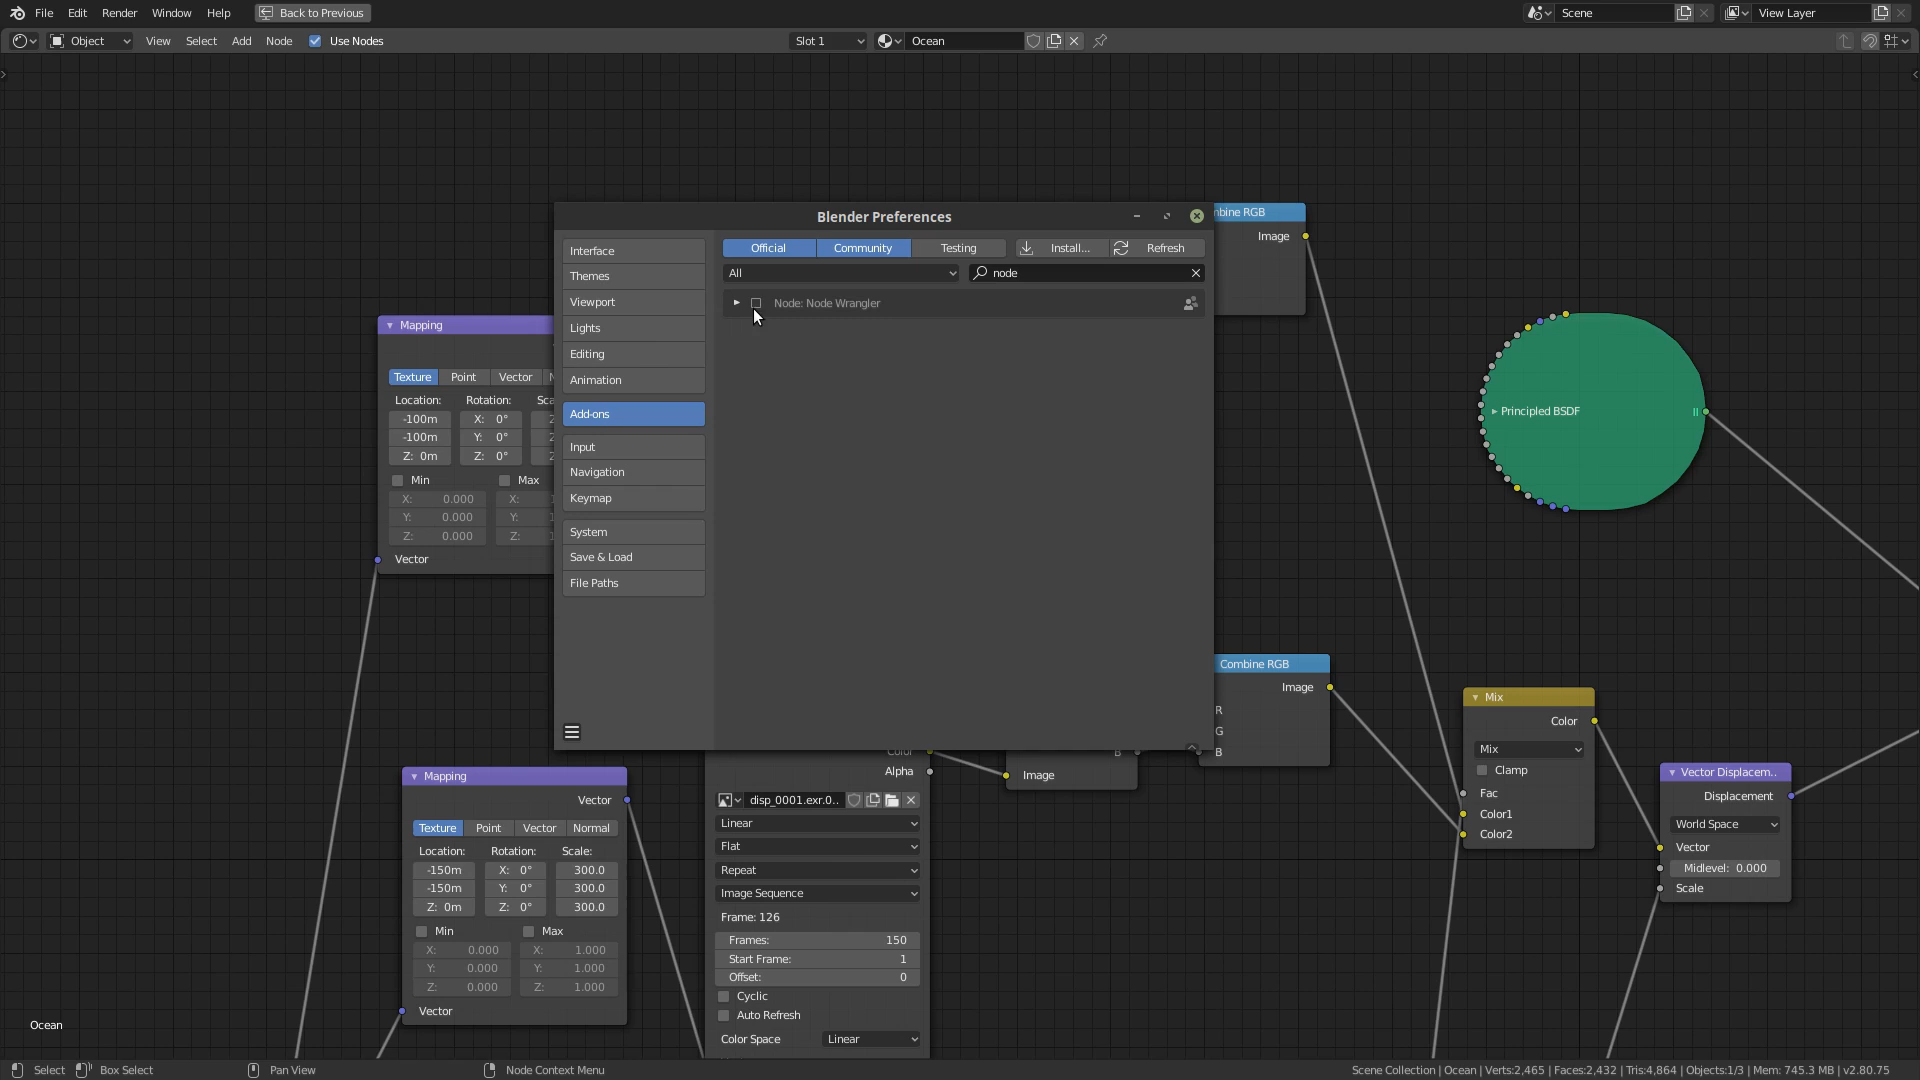 File Edit Render Window Help Back to Previous Scene View Layer
Object View Select Add Node Use Nodes Slot 1 Ocean
Blender Preferences
Interface
Themes
Viewport
Lights
Editing
Animation
Add-ons
Input
Navigation
Keymap
System
Save & Load
File Paths
Official Community Testing Install... Refresh
All node
Node: Node Wrangler
Mapping
Texture Point Vector N
Location: Rotation: Sca
-100m X: 0° 2
-100m Y: 0° 2
Z: 0m Z: 0° 2
Min Max
X: 0.000 X: 1
Y: 0.000 Y: 1
Z: 0.000 Z: 1
Vector
mbine RGB
Image
Principled BSDF
Combine RGB
Image
R
G
B
Mapping
Vector
Texture Point Vector Normal
Location: Rotation: Scale:
-150m X: 0° 300.0
-150m Y: 0° 300.0
Z: 0m Z: 0° 300.0
Min Max
X: 0.000 X: 1.000
Y: 0.000 Y: 1.000
Z: 0.000 Z: 1.000
Vector
Color
Alpha
disp_0001.exr.0..
Linear
Flat
Repeat
Image Sequence
Frame: 126
Frames: 150
Start Frame: 1
Offset: 0
Cyclic
Auto Refresh
Color Space Linear
B
Image
Mix
Color
Mix
Clamp
Fac
Color1
Color2
Vector Displacem..
Displacement
World Space
Vector
Midlevel: 0.000
Scale
Ocean
Select Box Select Pan View Node Context Menu Scene Collection | Ocean | Verts:2,465 | Faces:2,432 | Tris:4,864 | Objects:1/3 | Mem: 745.3 MB | v2.80.75